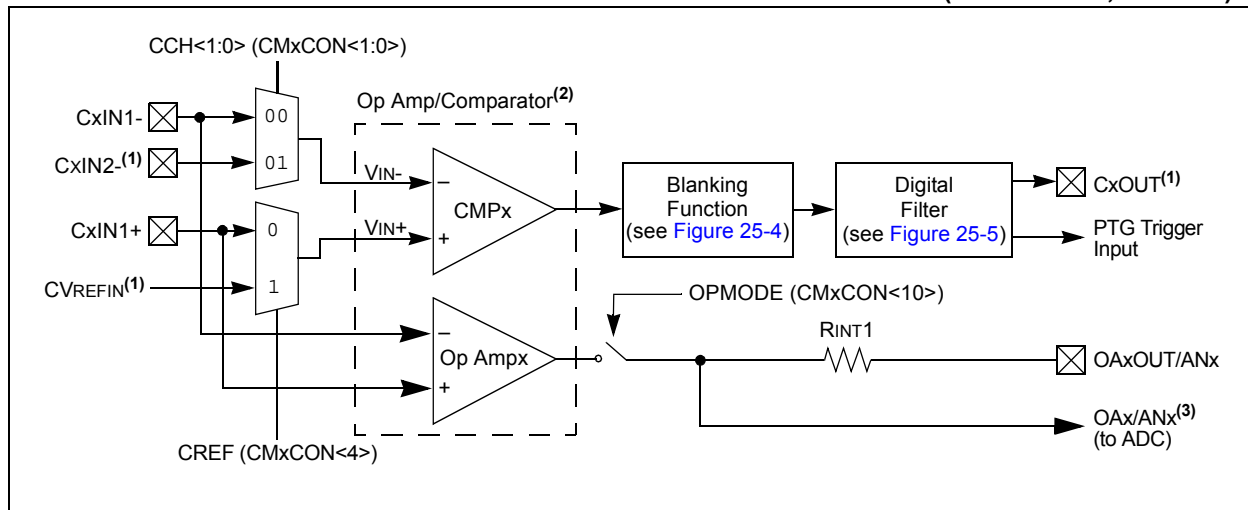 CCH<1:0> (CMxCON<1:0>)
Op Amp/Comparator(2)
CxIN1-
00
CxIN2-(1)
01
VIN-
–
CMPx
Blanking
Function
(see Figure 25-4)
Digital
Filter
(see Figure 25-5)
CxOUT(1)
CxIN1+
0
VIN+
+
PTG Trigger
Input
CVREFIN(1)
1
OPMODE (CMxCON<10>)
–
Op Ampx
+
RINT1
OAxOUT/ANx
OAx/ANx(3)
(to ADC)
CREF (CMxCON<4>)